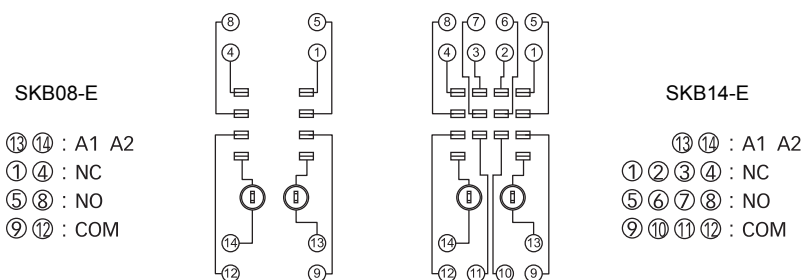 SKB08-E
⑬ ⑭ : A1 A2
① ④ : NC
⑤ ⑧ : NO
⑨ ⑫ : COM
⑧ ⑤
④ ①
⑭ ⑬
⑫ ⑨
⑧ ⑦ ⑥ ⑤
④ ③ ② ①
⑭ ⑬
⑫ ⑪ ⑩ ⑨
SKB14-E
⑬ ⑭ : A1 A2
① ② ③ ④ : NC
⑤ ⑥ ⑦ ⑧ : NO
⑨ ⑩ ⑪ ⑫ : COM